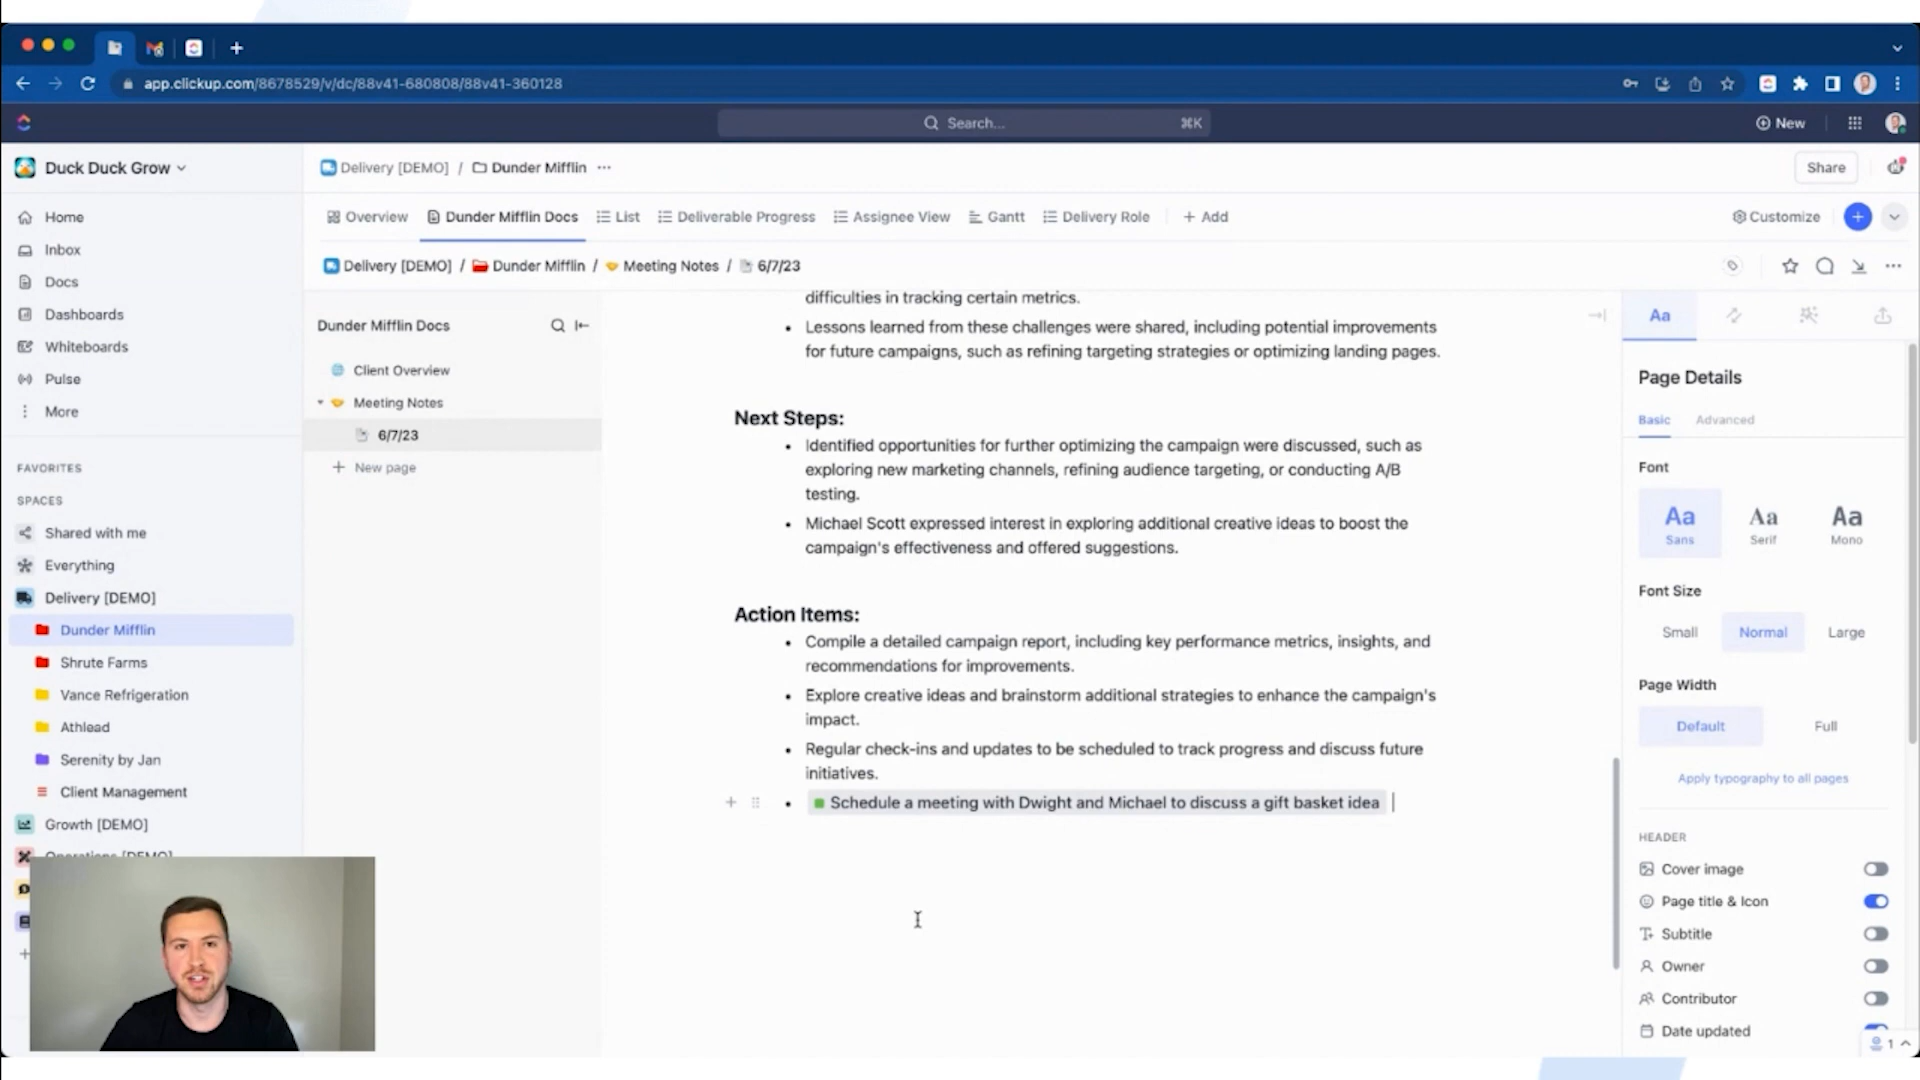 app.clickup.com/8678529/v/dc/88v41-680808/88v41-360128
Search...
⌘K
New
Duck Duck Grow
Delivery [DEMO] / Dunder Mifflin ...
Share
Home
Inbox
Docs
Dashboards
Whiteboards
Pulse
More
FAVORITES
SPACES
Shared with me
Everything
Delivery [DEMO]
Dunder Mifflin
Shrute Farms
Vance Refrigeration
Athlead
Serenity by Jan
Client Management
Growth [DEMO]
Operations [DEMO]
Overview
Dunder Mifflin Docs
List
Deliverable Progress
Assignee View
Gantt
Delivery Role
+ Add
Customize
Delivery [DEMO] / Dunder Mifflin / Meeting Notes / 6/7/23
Dunder Mifflin Docs
Client Overview
Meeting Notes
6/7/23
+ New page
difficulties in tracking certain metrics.
• Lessons learned from these challenges were shared, including potential improvements
for future campaigns, such as refining targeting strategies or optimizing landing pages.
Next Steps:
• Identified opportunities for further optimizing the campaign were discussed, such as
exploring new marketing channels, refining audience targeting, or conducting A/B
testing.
• Michael Scott expressed interest in exploring additional creative ideas to boost the
campaign's effectiveness and offered suggestions.
Action Items:
• Compile a detailed campaign report, including key performance metrics, insights, and
recommendations for improvements.
• Explore creative ideas and brainstorm additional strategies to enhance the campaign's
impact.
• Regular check-ins and updates to be scheduled to track progress and discuss future
initiatives.
• Schedule a meeting with Dwight and Michael to discuss a gift basket idea
Aa
Page Details
Basic
Advanced
Font
Aa Aa Aa
Sans Serif Mono
Font Size
Small Normal Large
Page Width
Default Full
Apply typography to all pages
HEADER
Cover image
Page title & Icon
Subtitle
Owner
Contributor
Date updated
1